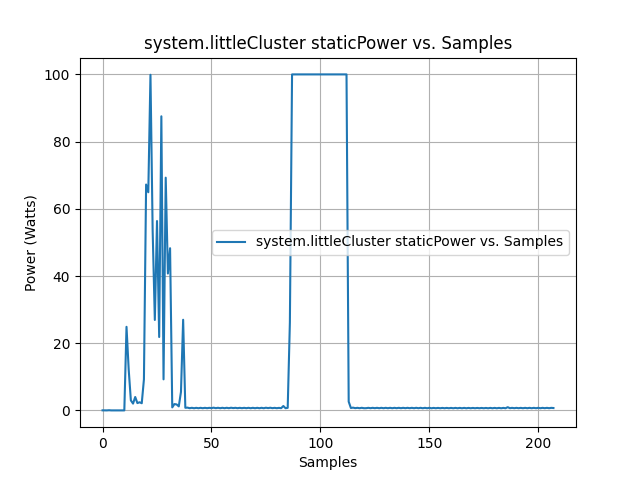 system.littleCluster staticPower vs. Samples
100
80
60
40
20
0
Power (Watts)
system.littleCluster staticPower vs. Samples
0 50 100 150 200
Samples